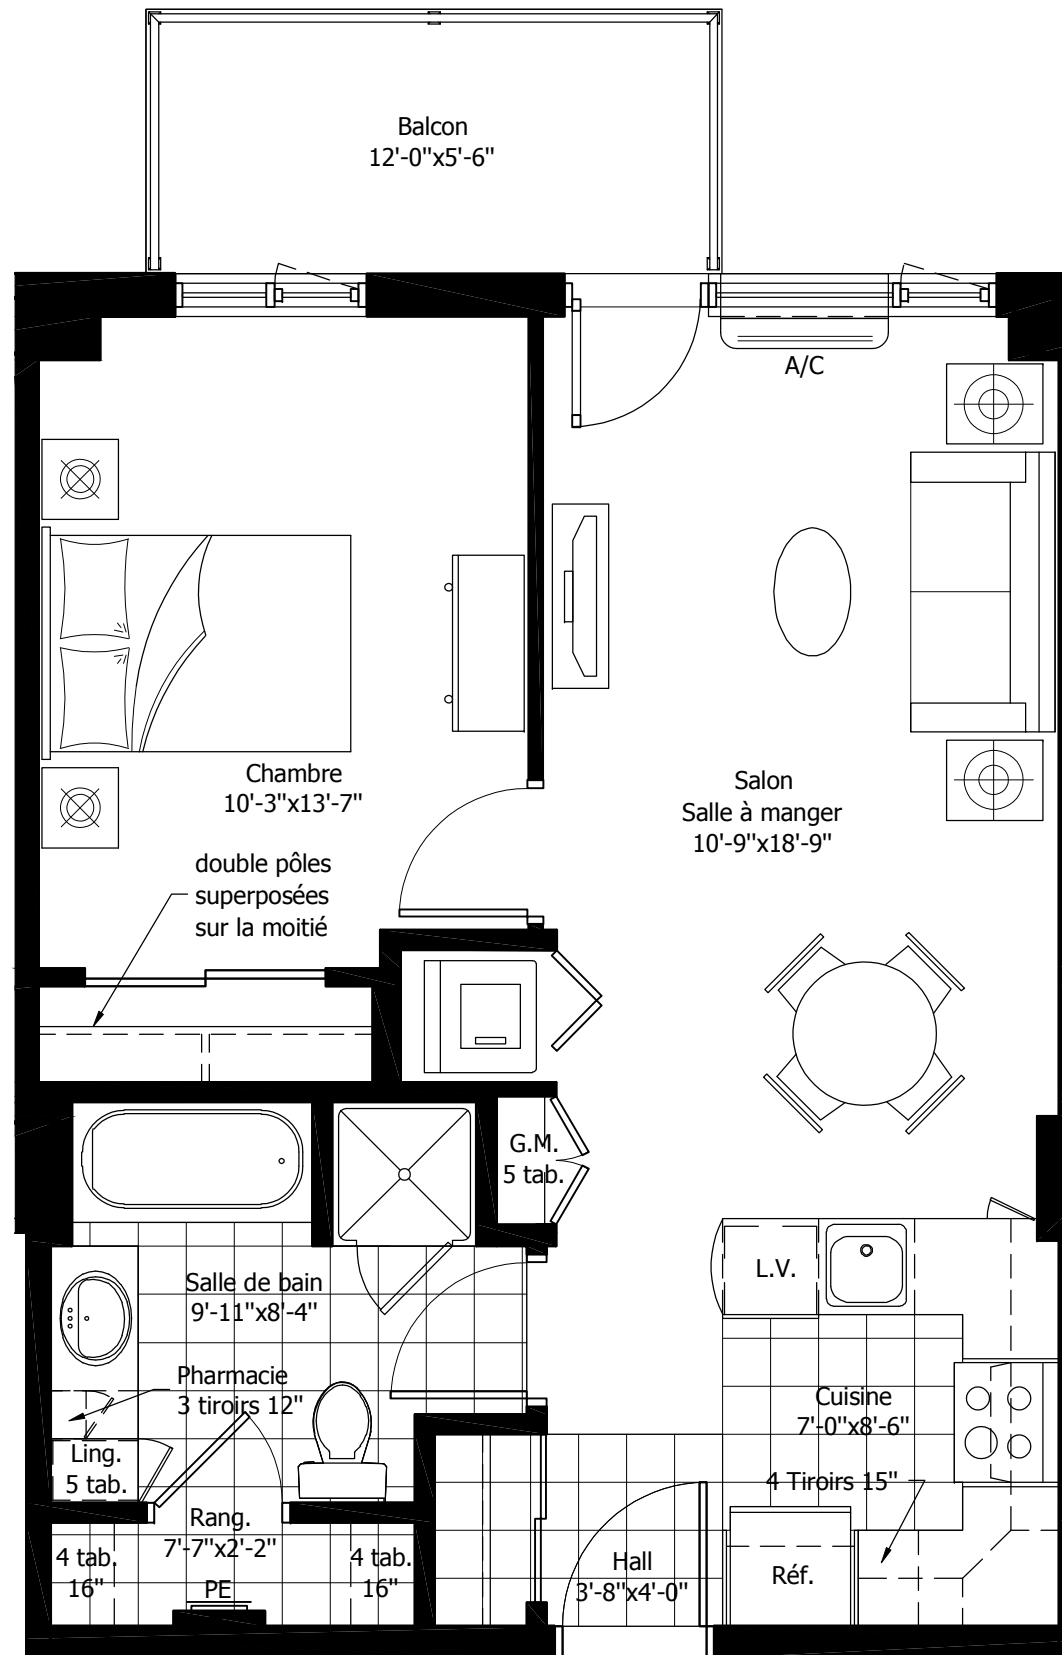 Balcon
12'-0"x5'-6"
A/C
Chambre
10'-3"x13'-7"
Salon
Salle à manger
10'-9"x18'-9"
double pôles
superposées
sur la moitié
G.M.
5 tab.
Salle de bain
9'-11"x8'-4"
L.V.
Pharmacie
3 tiroirs 12"
Cuisine
7'-0"x8'-6"
Ling.
5 tab.
4 Tiroirs 15"
Rang.
7'-7"x2'-2"
4 tab.
16"
4 tab.
16"
PE
Hall
3'-8"x4'-0"
Réf.